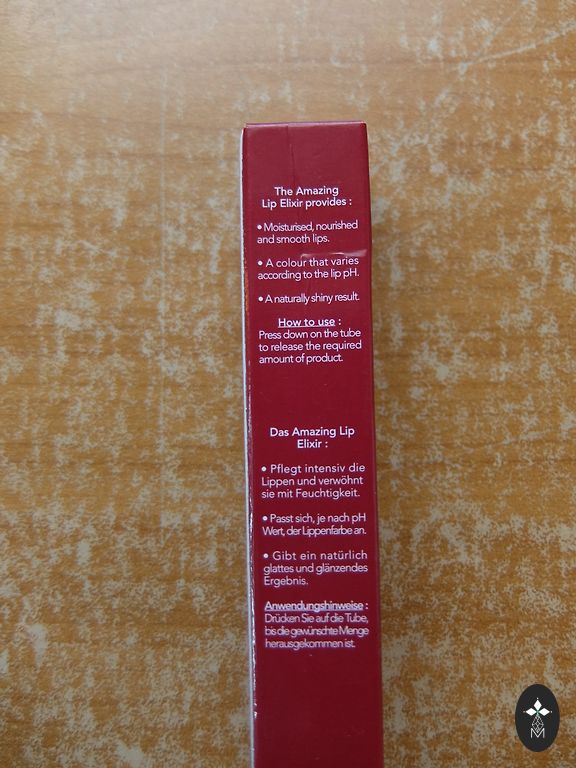 The Amazing
Lip Elixir provides :
• Moisturised, nourished
and smooth lips.
• A colour that varies
according to the lip pH.
• A naturally shiny result.
How to use :
Press down on the tube
to release the required
amount of product.
Das Amazing Lip
Elixir :
• Pflegt intensiv die
Lippen und verwöhnt
sie mit Feuchtigkeit.
• Passt sich, je nach pH
Wert, der Lippenfarbe an.
• Gibt ein natürlich
glattes und glänzendes
Ergebnis.
Anwendungshinweise :
Drücken Sie auf die Tube,
bis die gewünschte Menge
herausgekommen ist.
M